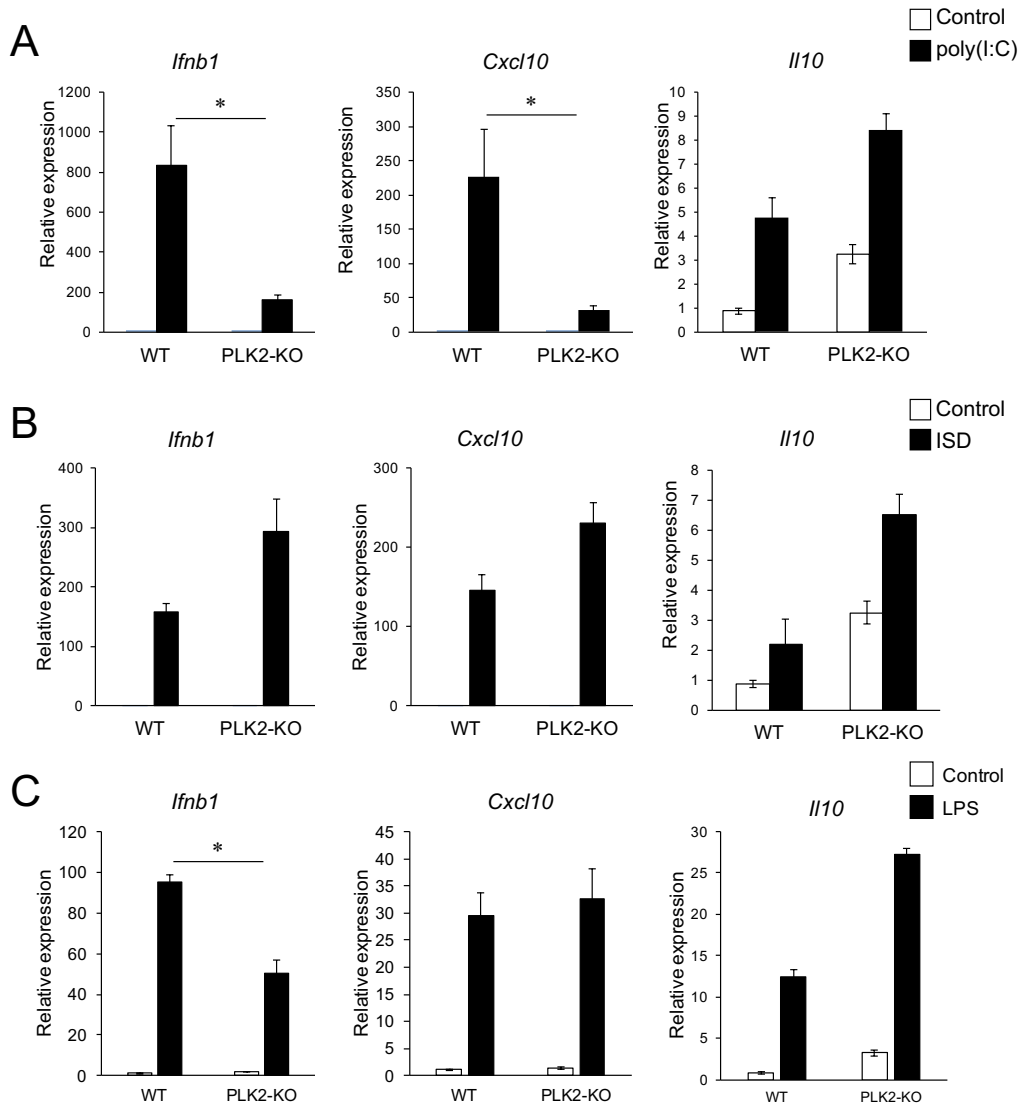 A
Control
poly(I:C)
Ifnb1
Cxcl10
Il10
Relative expression
1200
1000
800
600
400
200
0
*
WT
PLK2-KO
Relative expression
350
300
250
200
150
100
50
0
*
WT
PLK2-KO
Relative expression
10
9
8
7
6
5
4
3
2
1
0
WT
PLK2-KO
B
Control
ISD
Ifnb1
Cxcl10
Il10
Relative expression
400
300
200
100
0
WT
PLK2-KO
Relative expression
300
200
100
0
WT
PLK2-KO
Relative expression
8
7
6
5
4
3
2
1
0
WT
PLK2-KO
C
Control
LPS
Ifnb1
Cxcl10
Il10
Relative expression
120
100
80
60
40
20
0
*
WT
PLK2-KO
Relative expression
45
40
35
30
25
20
15
10
5
0
WT
PLK2-KO
Relative expression
30
25
20
15
10
5
0
WT
PLK2-KO